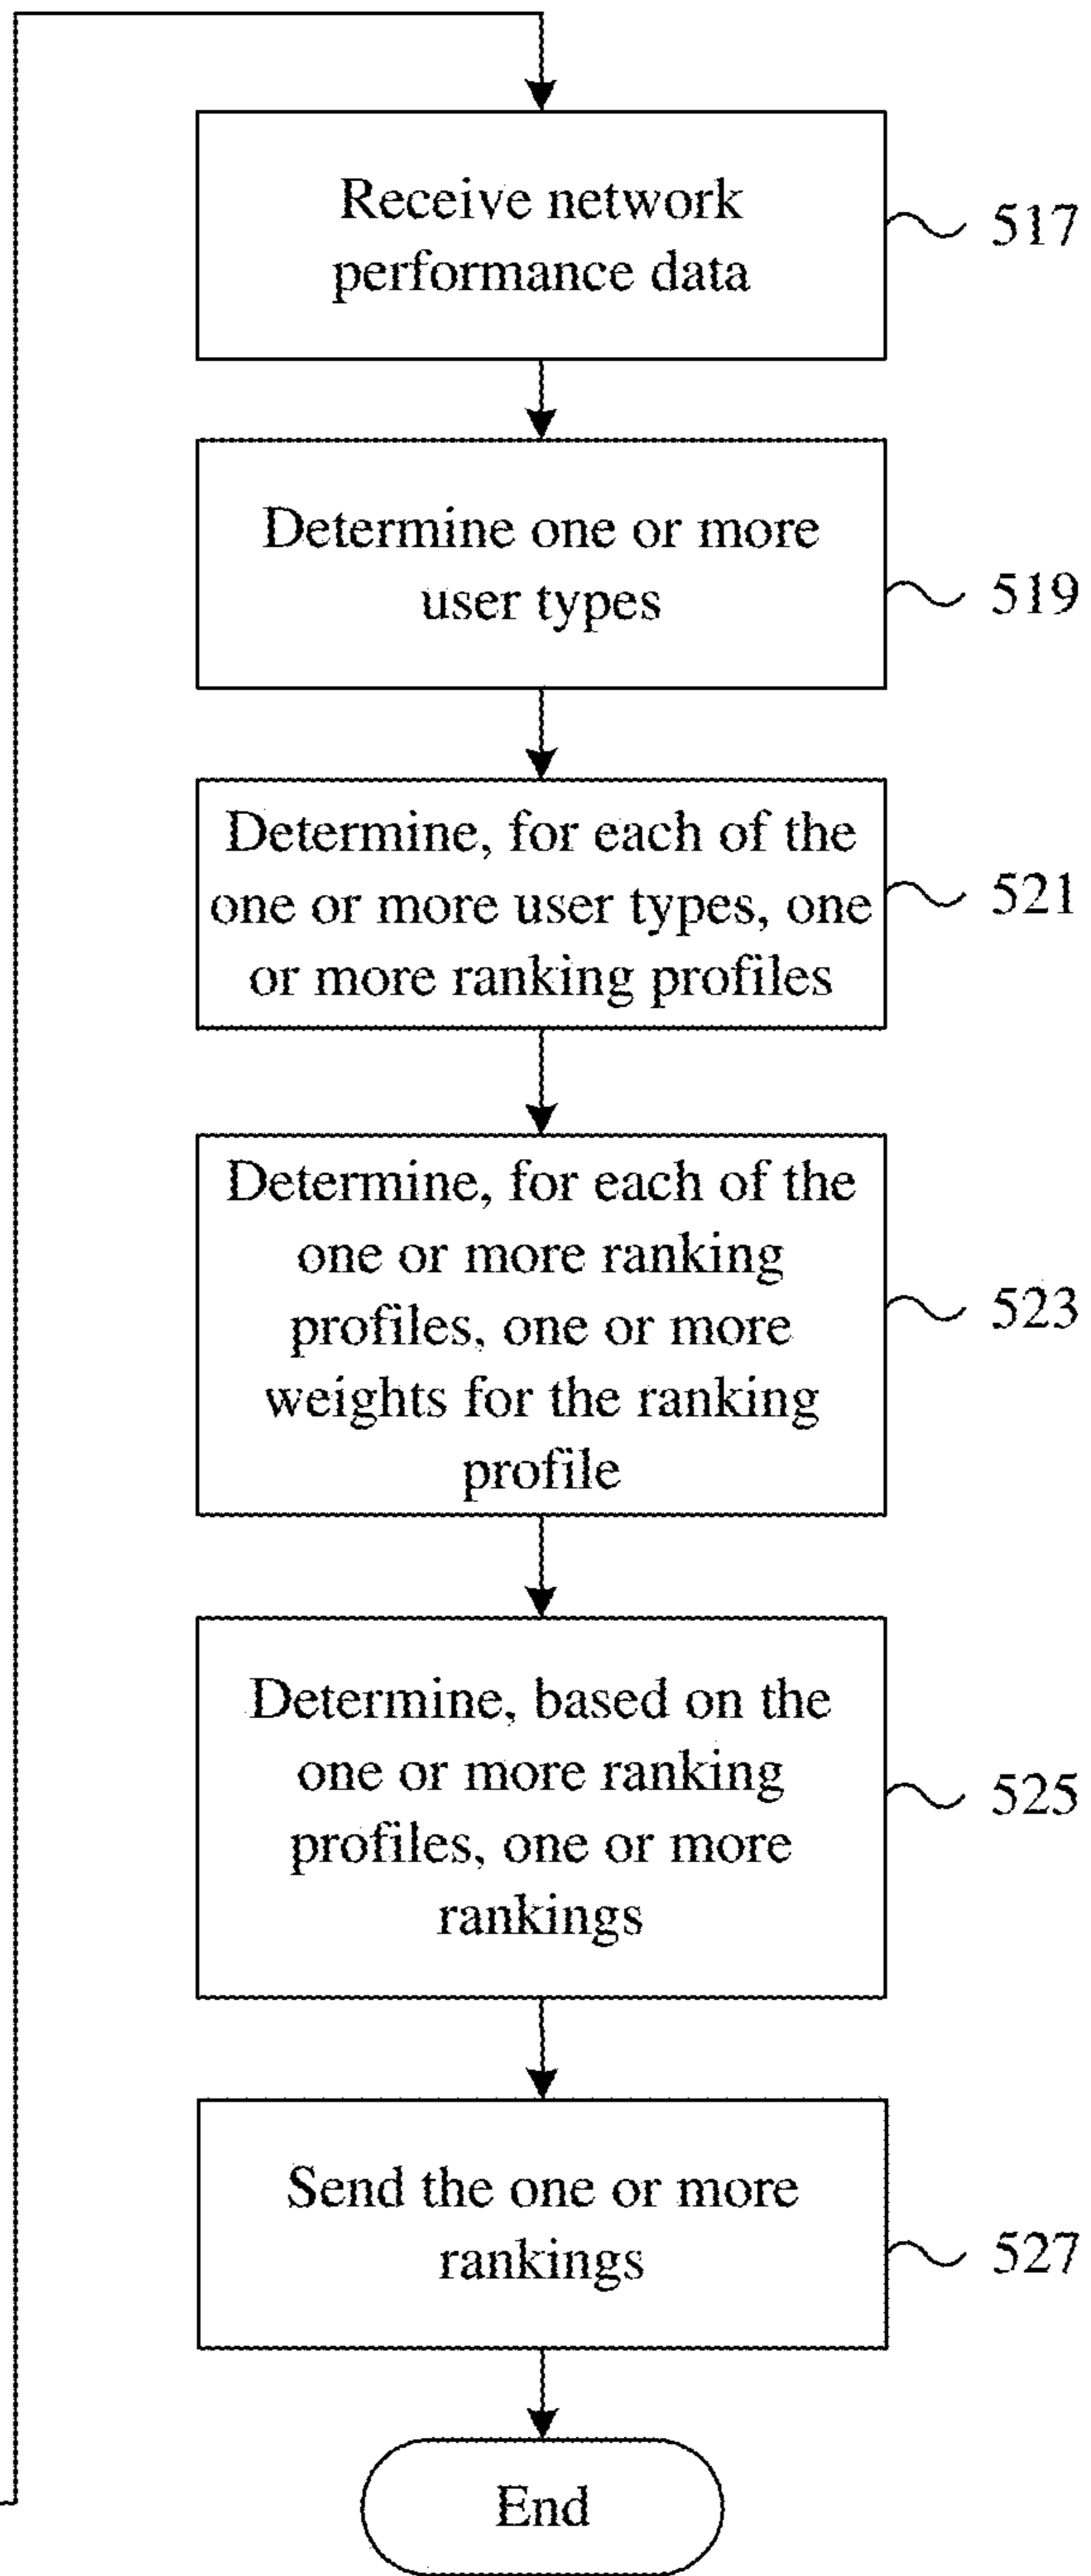 Receive network
performance data
517
Determine one or more
user types
519
Determine, for each of the
one or more user types, one
or more ranking profiles
521
Determine, for each of the
one or more ranking
profiles, one or more
weights for the ranking
profile
523
Determine, based on the
one or more ranking
profiles, one or more
rankings
525
Send the one or more
rankings
527
End